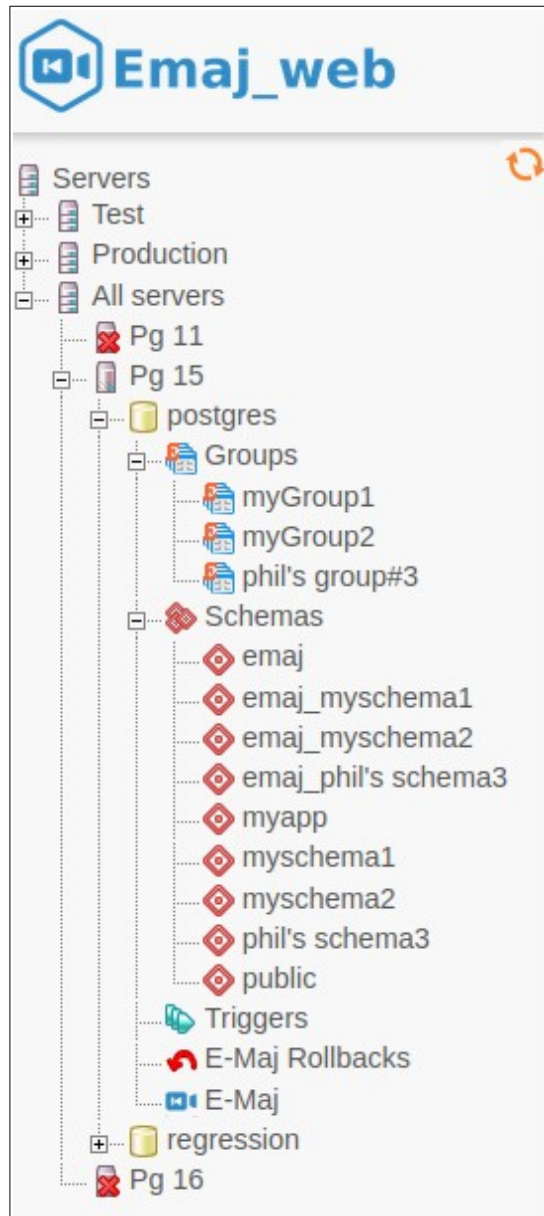 Emaj_web
Servers
Test
Production
All servers
Pg 11
Pg 15
postgres
Groups
myGroup1
myGroup2
phil's group#3
Schemas
emaj
emaj_myschema1
emaj_myschema2
emaj_phil's schema3
myapp
myschema1
myschema2
phil's schema3
public
Triggers
E-Maj Rollbacks
E-Maj
regression
Pg 16